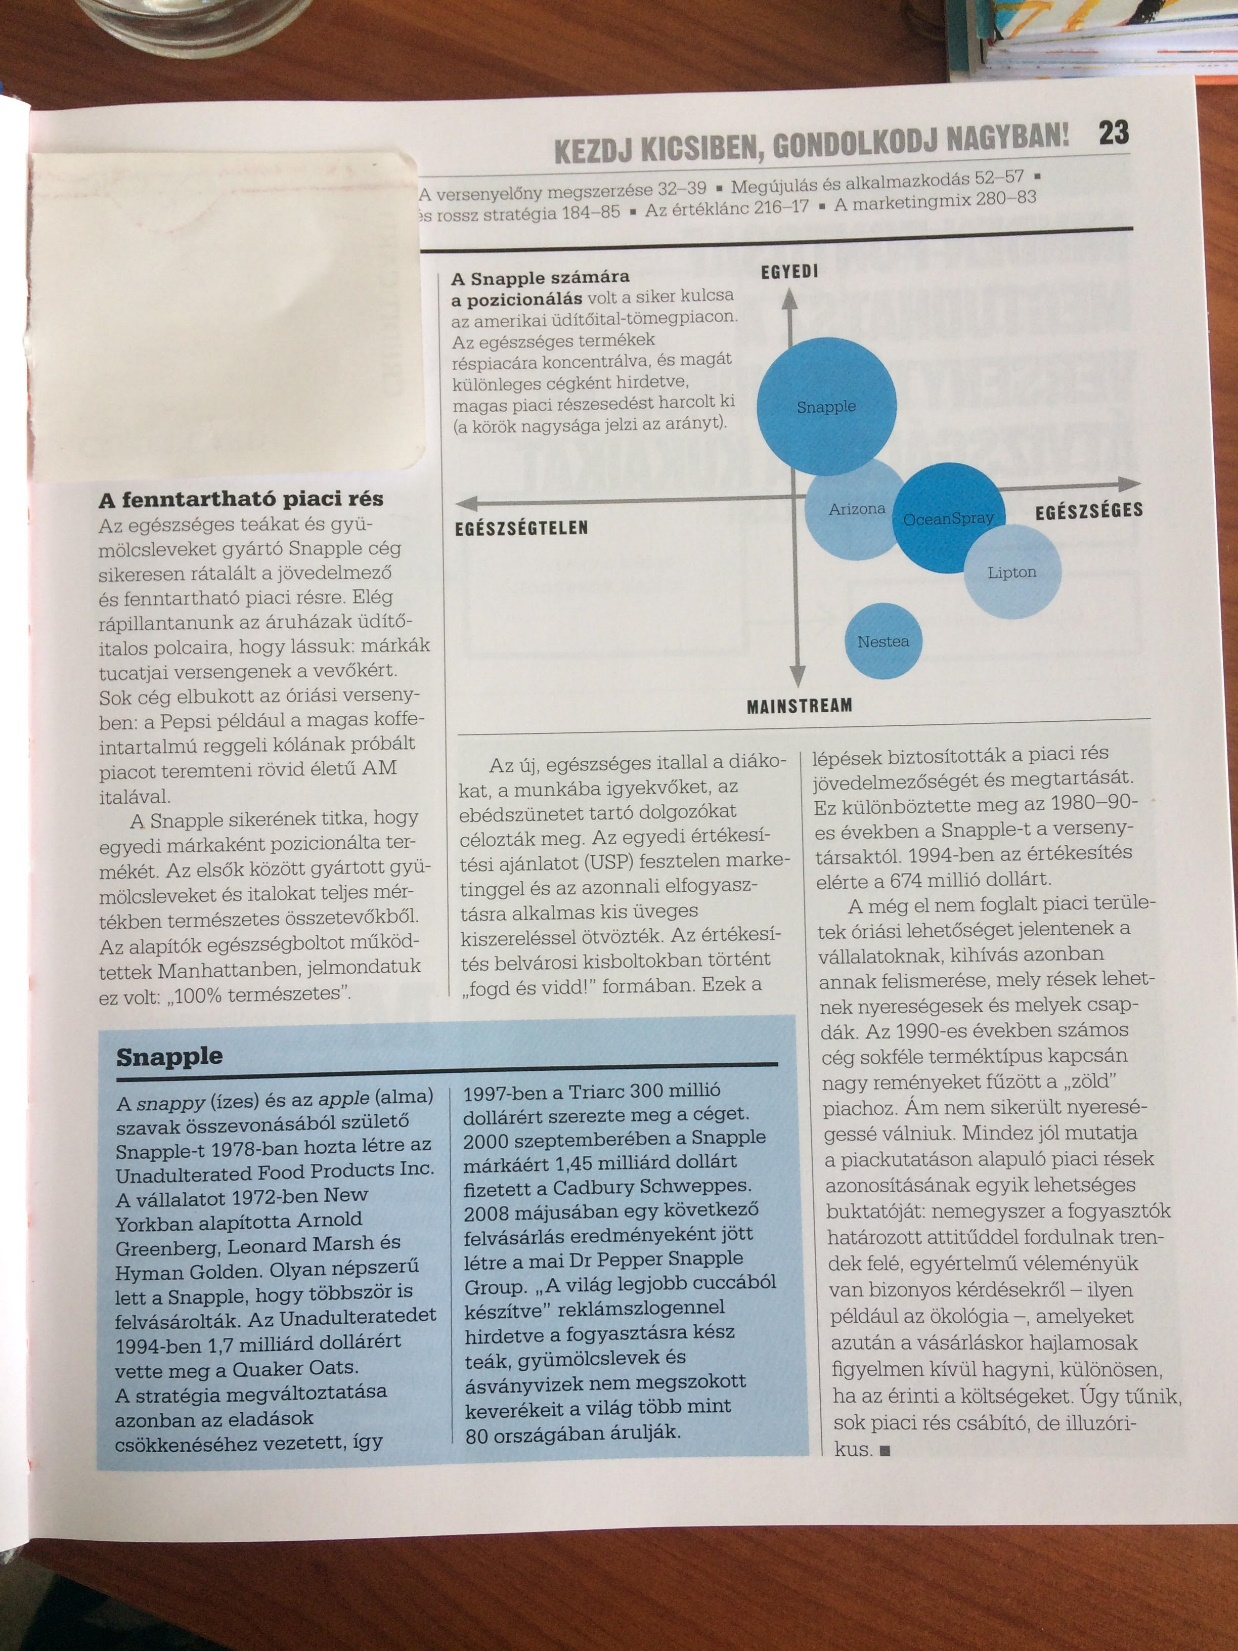 KEZDJ KICSIBEN, GONDOLKODJ NAGYBAN! 23
A versenyelőny megszerzése 32–39 ▪ Megújulás és alkalmazkodás 52–57 ▪
és rossz stratégia 184–85 ▪ Az értéklánc 216–17 ▪ A marketingmix 280–83
A Snapple számára
a pozicionálás volt a siker kulcsa
az amerikai üdítőital-tömegpiacon.
Az egészséges termékek
réspiacára koncentrálva, és magát
különleges cégként hirdetve,
magas piaci részesedést harcolt ki
(a körök nagysága jelzi az arányt).
EGYEDI
Snapple
Arizona
OceanSpray
Lipton
Nestea
EGÉSZSÉGTELEN
EGÉSZSÉGES
MAINSTREAM
A fenntartható piaci rés
Az egészséges teákat és gyü-
mölcsleveket gyártó Snapple cég
sikeresen rátalált a jövedelmező
és fenntartható piaci résre. Elég
rápillantanunk az áruházak üdítő-
italos polcaira, hogy lássuk: márkák
tucatjai versengenek a vevőkért.
Sok cég elbukott az óriási verseny-
ben: a Pepsi például a magas koffe-
intartalmú reggeli kólának próbált
piacot teremteni rövid életű AM
italával.
A Snapple sikerének titka, hogy
egyedi márkaként pozicionálta ter-
mékét. Az elsők között gyártott gyü-
mölcsleveket és italokat teljes mér-
tékben természetes összetevőkből.
Az alapítók egészségboltot működ-
tettek Manhattanben, jelmondatuk
ez volt: „100% természetes”.
Az új, egészséges itallal a diáko-
kat, a munkába igyekvőket, az
ebédszünetet tartó dolgozókat
célozták meg. Az egyedi értékesí-
tési ajánlatot (USP) fesztelen marke-
tinggel és az azonnali elfogyasz-
tásra alkalmas kis üveges
kiszereléssel ötvözték. Az értékesí-
tés belvárosi kisboltokban történt
„fogd és vidd!” formában. Ezek a
lépések biztosították a piaci rés
jövedelmezőségét és megtartását.
Ez különböztette meg az 1980–90-
es években a Snapple-t a verseny-
társaktól. 1994-ben az értékesítés
elérte a 674 millió dollárt.
A még el nem foglalt piaci terüle-
tek óriási lehetőséget jelentenek a
vállalatoknak, kihívás azonban
annak felismerése, mely rések lehet-
nek nyereségesek és melyek csap-
dák. Az 1990-es években számos
cég sokféle terméktípus kapcsán
nagy reményeket fűzött a „zöld”
piachoz. Ám nem sikerült nyeresé-
gessé válniuk. Mindez jól mutatja
a piackutatáson alapuló piaci rések
azonosításának egyik lehetséges
buktatóját: nemegyszer a fogyasztók
határozott attitűddel fordulnak tren-
dek felé, egyértelmű véleményük
van bizonyos kérdésekről – ilyen
például az ökológia –, amelyeket
azután a vásárláskor hajlamosak
figyelmen kívül hagyni, különösen,
ha az érinti a költségeket. Úgy tűnik,
sok piaci rés csábító, de illuzóri-
kus. ■
Snapple
A snappy (ízes) és az apple (alma)
szavak összevonásából születő
Snapple-t 1978-ban hozta létre az
Unadulterated Food Products Inc.
A vállalatot 1972-ben New
Yorkban alapította Arnold
Greenberg, Leonard Marsh és
Hyman Golden. Olyan népszerű
lett a Snapple, hogy többször is
felvásárolták. Az Unadulteratedet
1994-ben 1,7 milliárd dollárért
vette meg a Quaker Oats.
A stratégia megváltoztatása
azonban az eladások
csökkenéséhez vezetett, így
1997-ben a Triarc 300 millió
dollárért szerezte meg a céget.
2000 szeptemberében a Snapple
márkáért 1,45 milliárd dollárt
fizetett a Cadbury Schweppes.
2008 májusában egy következő
felvásárlás eredményeként jött
létre a mai Dr Pepper Snapple
Group. „A világ legjobb cuccából
készítve” reklámszlogennel
hirdetve a fogyasztásra kész
teák, gyümölcslevek és
ásványvizek nem megszokott
keverékeit a világ több mint
80 országában árulják.